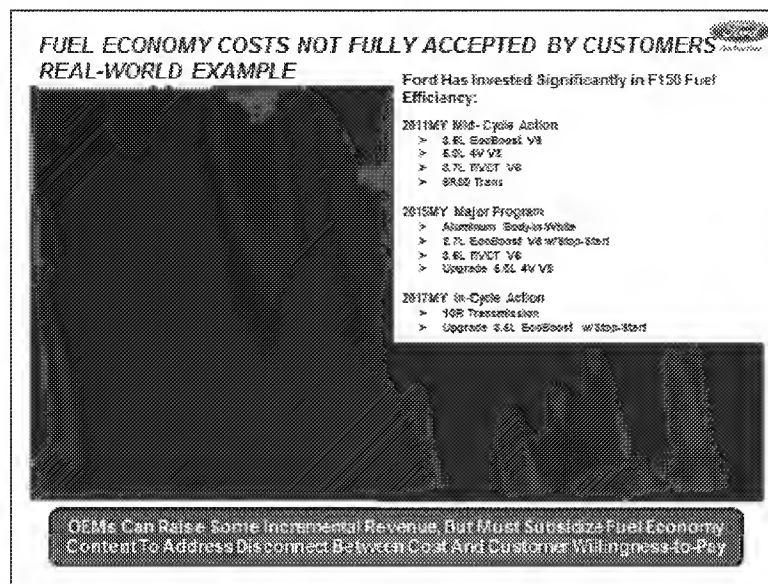 FUEL ECONOMY COSTS NOT FULLY ACCEPTED BY CUSTOMERS
REAL-WORLD EXAMPLE
Ford Has Invested Significantly in F150 Fuel
Efficiency:
2011MY Mid-Cycle Action
➢ 3.5L EcoBoost V6
➢ 5.0L 4V V8
➢ 3.7L TiVCT V6
➢ 6R80 Trans
2015MY Major Program
➢ Aluminum Body-in-White
➢ 2.7L EcoBoost V6 w/Stop-Start
➢ 3.5L TiVCT V6
➢ Upgrade 5.0L 4V V8
2017MY In-Cycle Action
➢ 10R Transmission
➢ Upgrade 3.5L EcoBoost w/Stop-Start
OEMs Can Raise Some Incremental Revenue, But Must Subsidize Fuel Economy
Content To Address Disconnect Between Cost And Customer Willingness-to-Pay